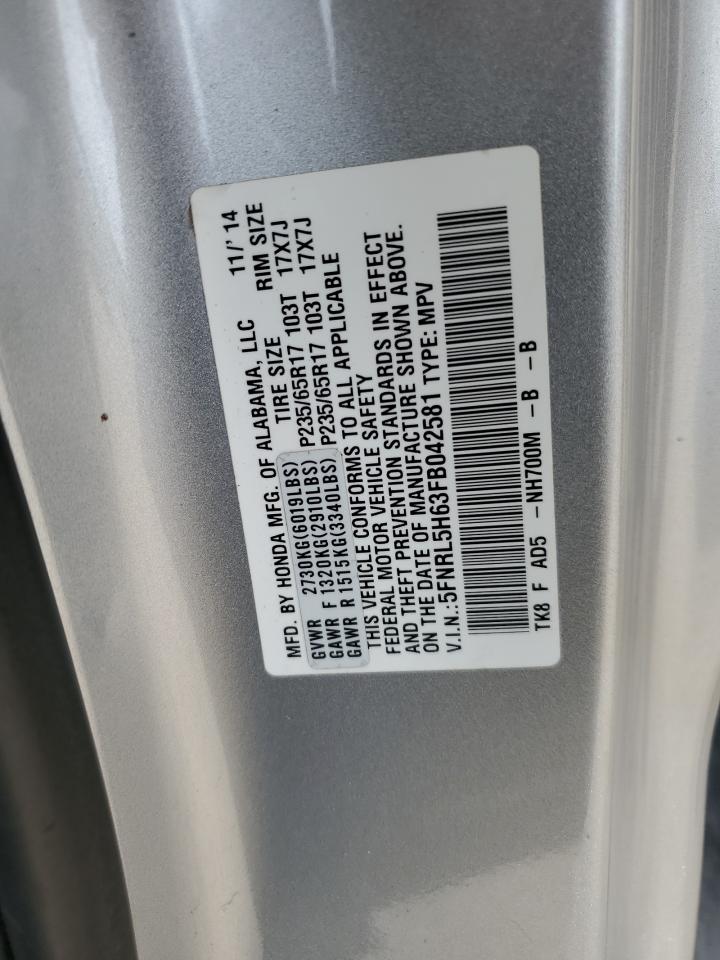 MFD. BY HONDA MFG. OF ALABAMA, LLC 11/' 14
TIRE SIZE RIM SIZE
GVWR 2730KG(6019LBS)
GAWR F 1320KG(2910LBS) P235/65R17 103T 17X7J
GAWR R 1515KG(3340LBS) P235/65R17 103T 17X7J
THIS VEHICLE CONFORMS TO ALL APPLICABLE
FEDERAL MOTOR VEHICLE SAFETY
AND THEFT PREVENTION STANDARDS IN EFFECT
ON THE DATE OF MANUFACTURE SHOWN ABOVE.
V.I.N.:5FNRL5H63FB042581 TYPE: MPV
TK8 F AD5 -NH700M -B -B